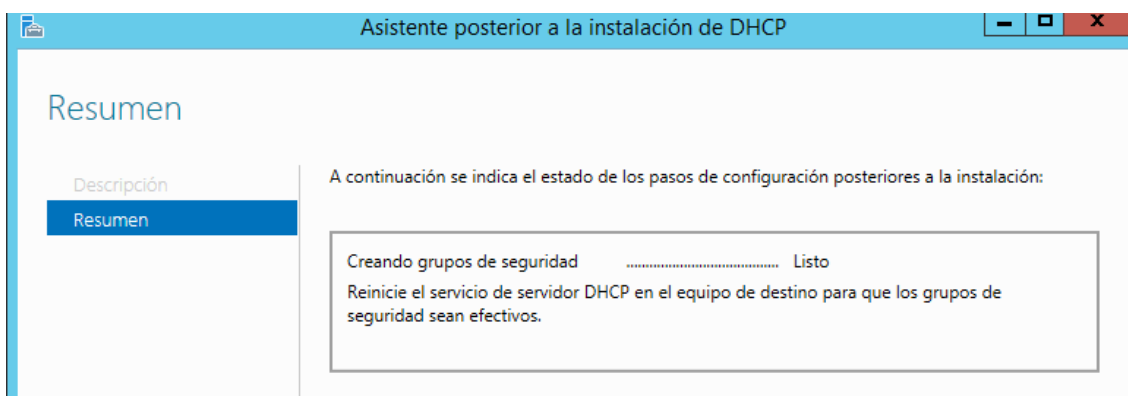 Asistente posterior a la instalación de DHCP
Resumen
Descripción
Resumen
A continuación se indica el estado de los pasos de configuración posteriores a la instalación:
Creando grupos de seguridad ........................................ Listo
Reinicie el servicio de servidor DHCP en el equipo de destino para que los grupos de
seguridad sean efectivos.